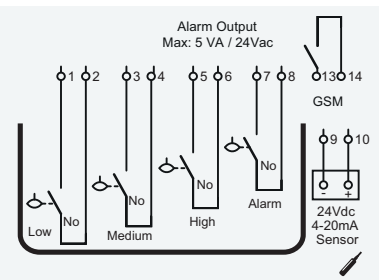 Alarm Output
Max: 5 VA / 24Vac
1 2 3 4 5 6 7 8 13 14
GSM
9 10
No No No No
Low Medium High Alarm
- +
24Vdc
4-20mA
Sensor